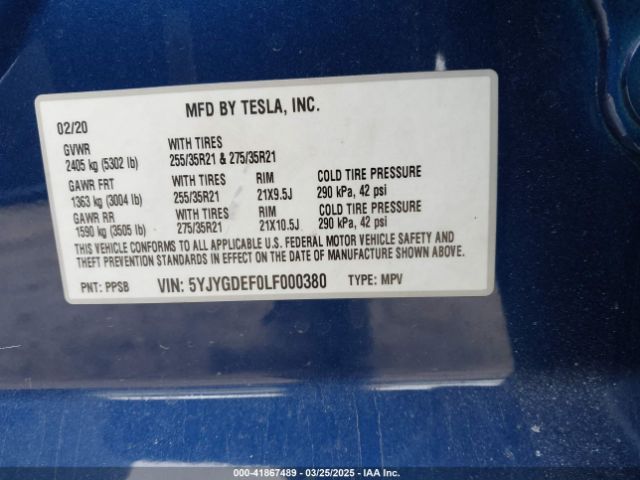 MFD BY TESLA, INC.
02/20
GVWR WITH TIRES
2405 kg (5302 lb) 255/35R21 & 275/35R21
GAWR FRT WITH TIRES RIM COLD TIRE PRESSURE
1363 kg (3004 lb) 255/35R21 21X9.5J 290 kPa, 42 psi
GAWR RR WITH TIRES RIM COLD TIRE PRESSURE
1590 kg (3505 lb) 275/35R21 21X10.5J 290 kPa, 42 psi
THIS VEHICLE CONFORMS TO ALL APPLICABLE U.S. FEDERAL MOTOR VEHICLE SAFETY AND
THEFT PREVENTION STANDARDS IN EFFECT ON THE DATE OF MANUFACTURE SHOWN ABOVE.
PNT: PPSB VIN: 5YJYGDEF0LF000380 TYPE: MPV
000-41867489 - 03/25/2025 - IAA Inc.